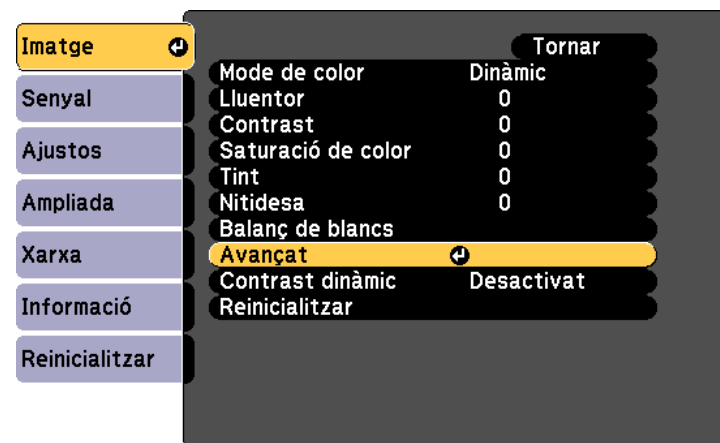 Imatge
Senyal
Ajustos
Ampliada
Xarxa
Informació
Reinicialitzar
Tornar
Mode de color Dinàmic
Lluentor 0
Contrast 0
Saturació de color 0
Tint 0
Nitidesa 0
Balanç de blancs
Avançat
Contrast dinàmic Desactivat
Reinicialitzar